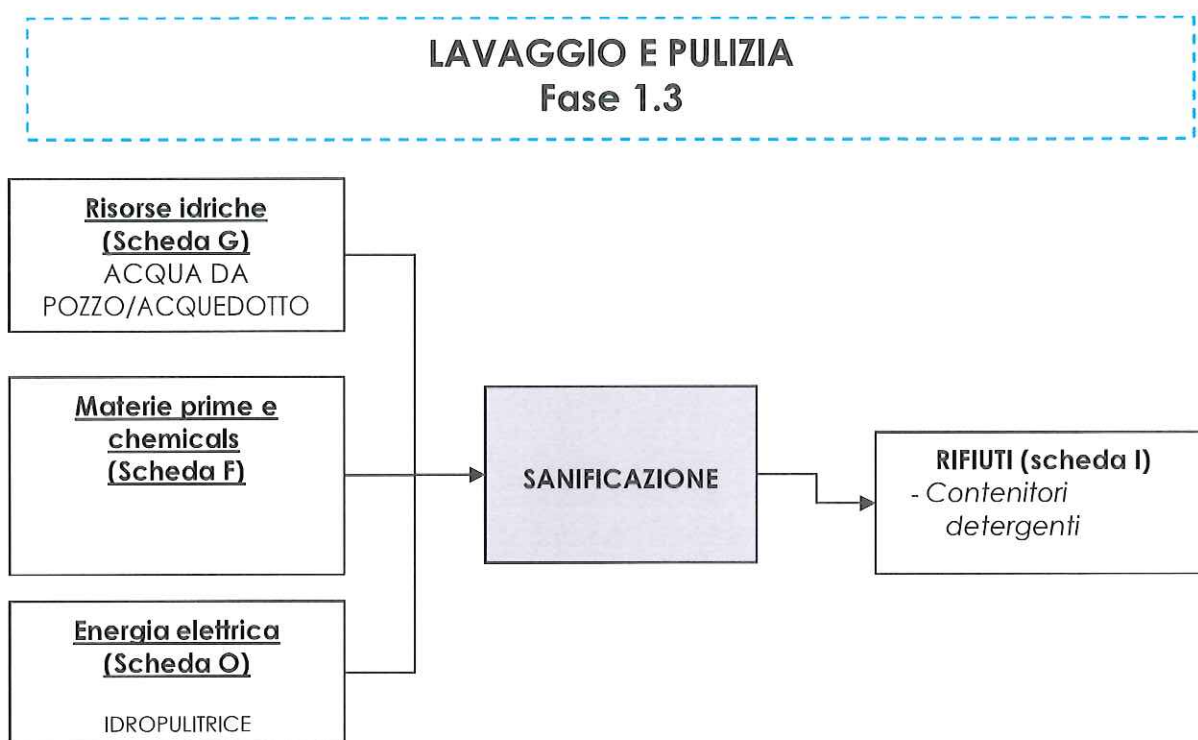 LAVAGGIO E PULIZIA
Fase 1.3
Risorse idriche
(Scheda G)
ACQUA DA
POZZO/ACQUEDOTTO
Materie prime e
chemicals
(Scheda F)
Energia elettrica
(Scheda O)
IDROPULITRICE
SANIFICAZIONE
RIFIUTI (scheda I)
- Contenitori
detergenti